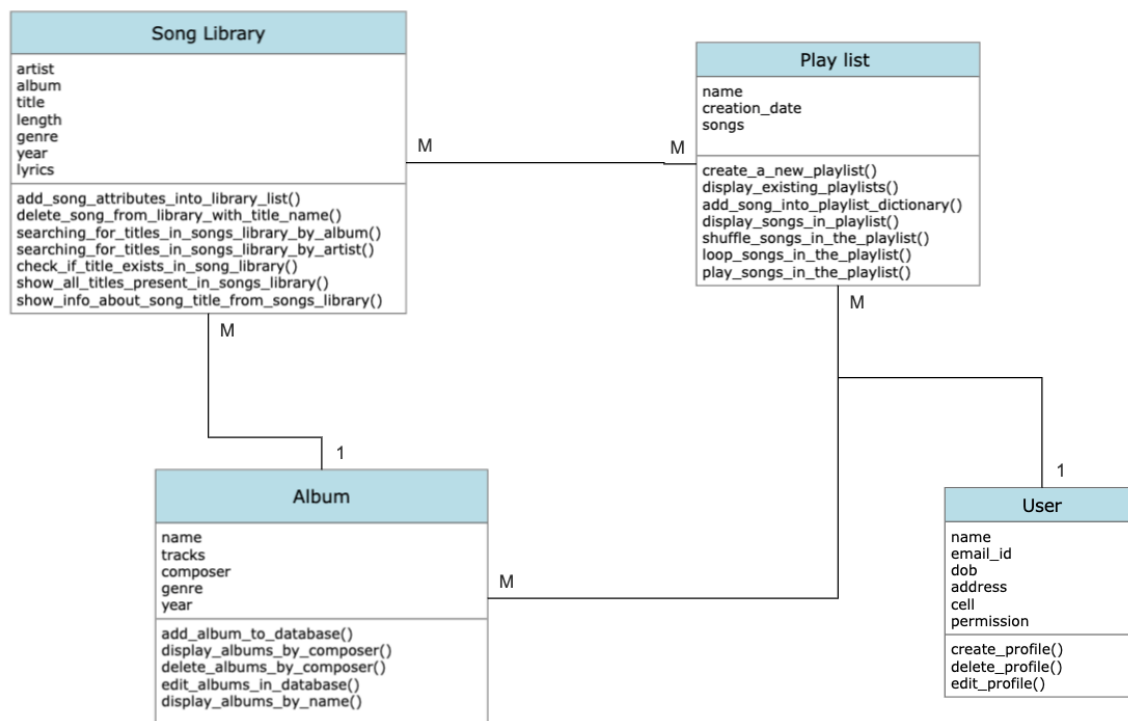 Song Library
artist
album
title
length
genre
year
lyrics
add_song_attributes_into_library_list()
delete_song_from_library_with_title_name()
searching_for_titles_in_songs_library_by_album()
searching_for_titles_in_songs_library_by_artist()
check_if_title_exists_in_song_library()
show_all_titles_present_in_songs_library()
show_info_about_song_title_from_songs_library()
M
M
Play list
name
creation_date
songs
create_a_new_playlist()
display_existing_playlists()
add_song_into_playlist_dictionary()
display_songs_in_playlist()
shuffle_songs_in_the_playlist()
loop_songs_in_the_playlist()
play_songs_in_the_playlist()
M
M
1
Album
name
tracks
composer
genre
year
add_album_to_database()
display_albums_by_composer()
delete_albums_by_composer()
edit_albums_in_database()
display_albums_by_name()
M
1
User
name
email_id
dob
address
cell
permission
create_profile()
delete_profile()
edit_profile()